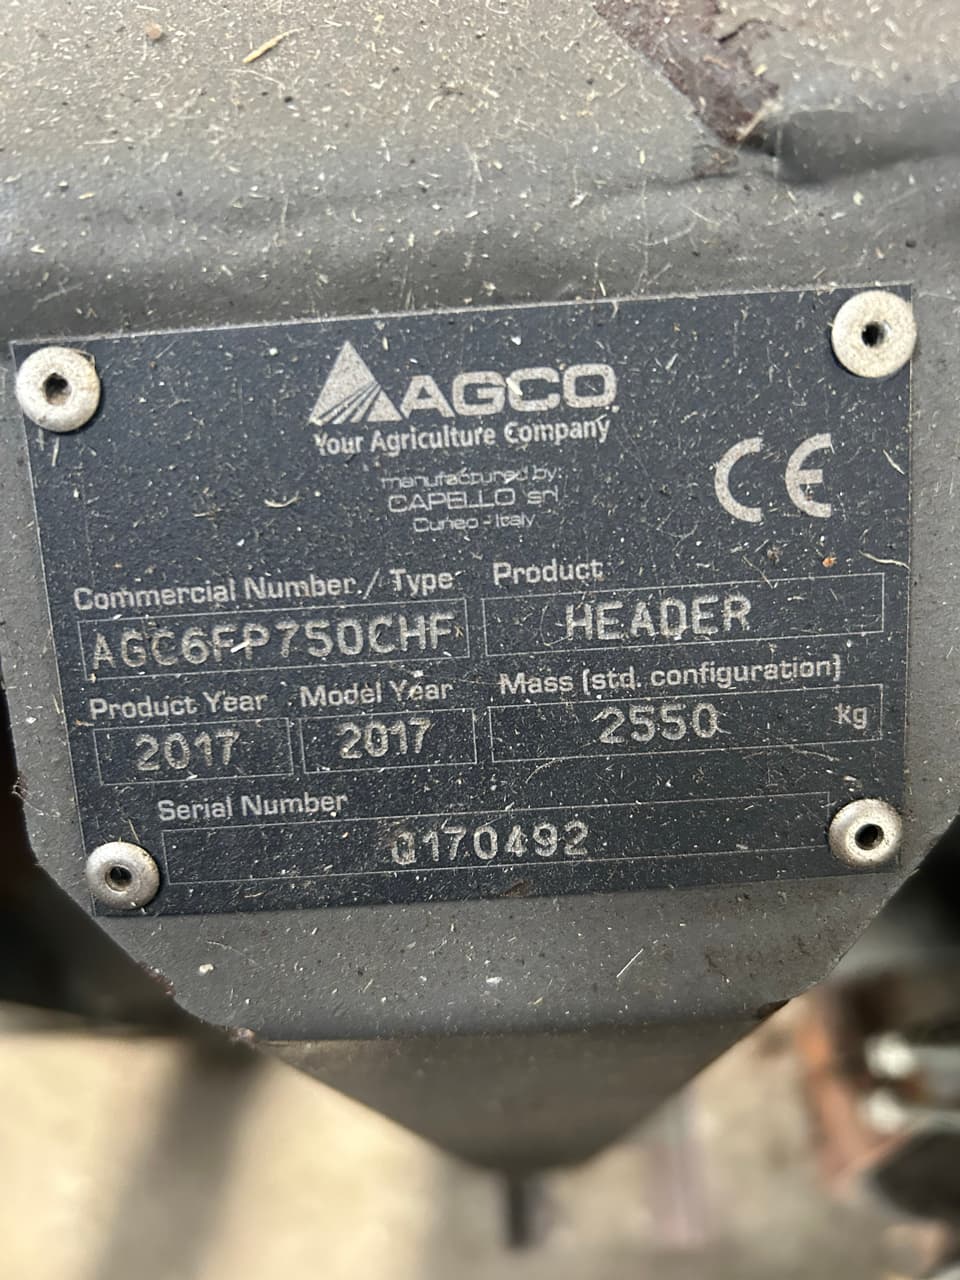 AGCO
Your Agriculture Company
manufactured by:
CAPELLO srl
Cuneo - Italy
CE
Commercial Number / Type
AGC6FP750CHF
Product
HEADER
Product Year
2017
Model Year
2017
Mass (std. configuration)
2550 kg
Serial Number
Q170492